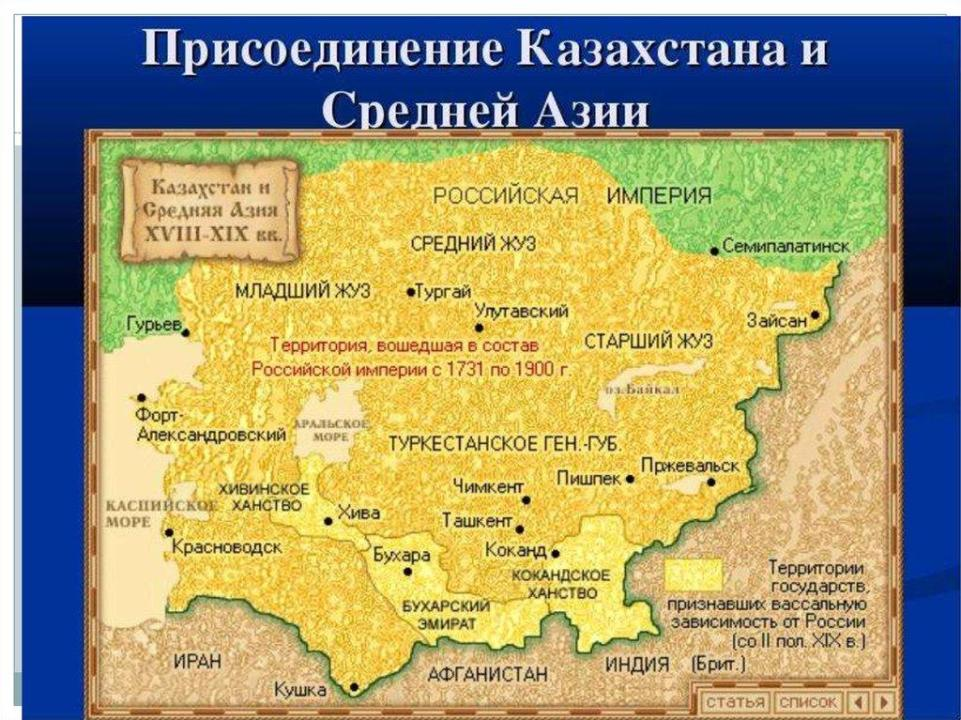 Присоединение Казахстана и
Средней Азии
Казахстан и
Средняя Азия
XVIII-XIX вв.
РОССИЙСКАЯ ИМПЕРИЯ
СРЕДНИЙ ЖУЗ
Семипалатинск
МЛАДШИЙ ЖУЗ
Тургай
Улутавский
Гурьев
Зайсан
Территория, вошедшая в состав
Российской империи с 1731 по 1900 г.
СТАРШИЙ ЖУЗ
оз.Байкал
Форт-
Александровский
АРАЛЬСКОЕ
МОРЕ
ТУРКЕСТАНСКОЕ ГЕН.-ГУБ.
Пржевальск
Пишпек
Чимкент
ХИВИНСКОЕ
ХАНСТВО
КАСПИЙСКОЕ
МОРЕ
Хива
Ташкент
Красноводск
Бухара
Коканд
КОКАНДСКОЕ
ХАНСТВО
БУХАРСКИЙ
ЭМИРАТ
Территории
государств,
признавших вассальную
зависимость от России
(со II пол. XIX в.)
ИРАН
АФГАНИСТАН
ИНДИЯ (Брит.)
Кушка
статья список